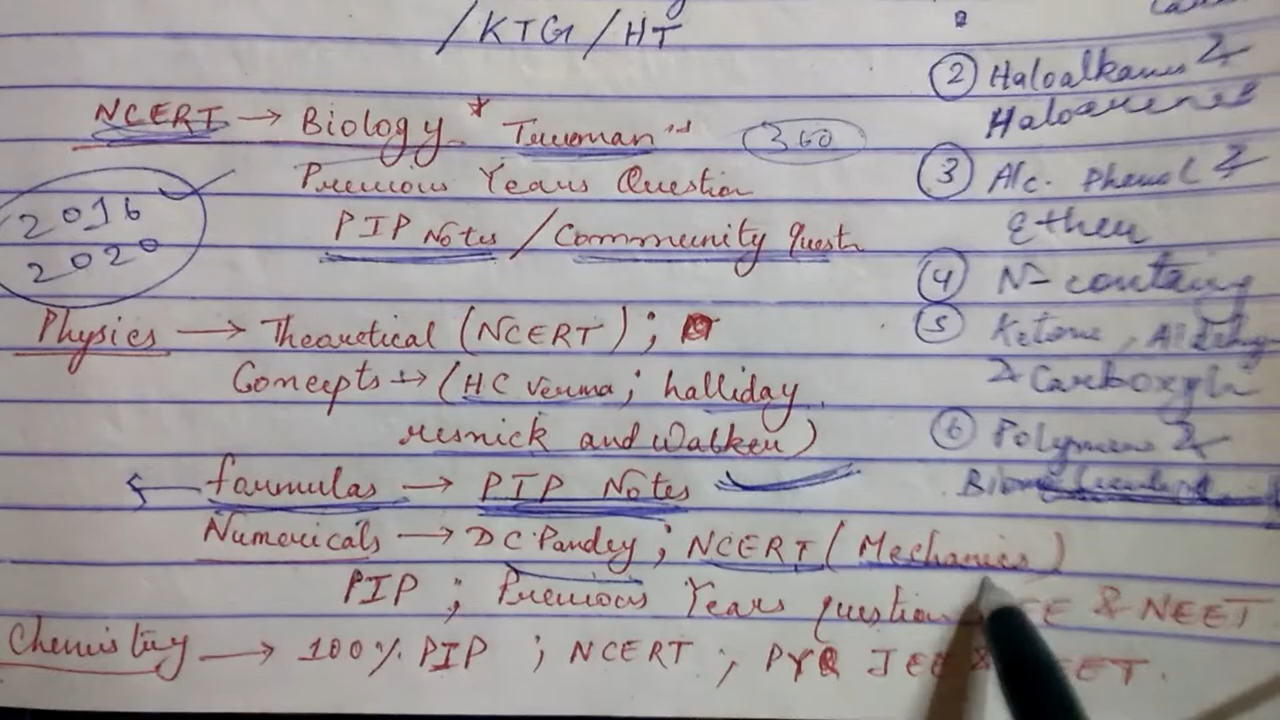 /KTG/HT
NCERT → Biology * Trueman's 360
Previous Years Question
PIP Notes / Community Questn
2016
2020
Physics → Theoretical (NCERT);
Concepts → (HC Verma; halliday
resnick and Walker)
formulas → PIP Notes
Numericals → DC Pandey; NCERT (Mechanics)
PIP ; Previous Years question & NEET
Chemistry → 100% PIP ; NCERT ; PYQ
② Haloalkanes &
Haloarenes
③ Alc. Phenol &
Ether
④ N-containg
⑤ Ketone,
& Carboxyli
⑥ Polymers &